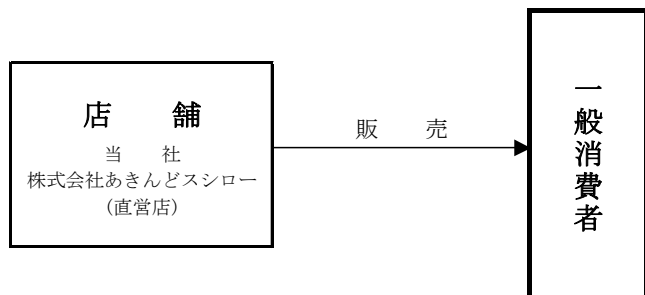 店　　舗
当　　社
株式会社あきんどスシロー
(直営店)
販　　売
一般消費者